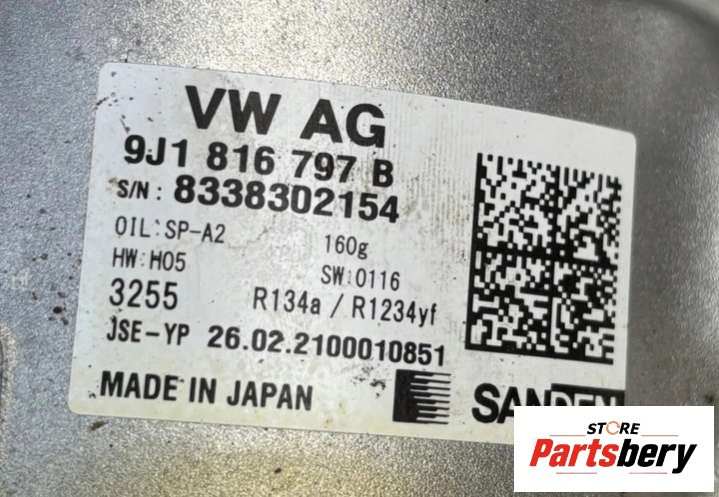 VW AG
9J1 816 797 B
S/N: 8338302154
OIL:SP-A2 160g
HW:H05 SW:0116
3255 R134a / R1234yf
JSE-YP 26.02.2100010851
MADE IN JAPAN SANDEN
STORE
Partsbery